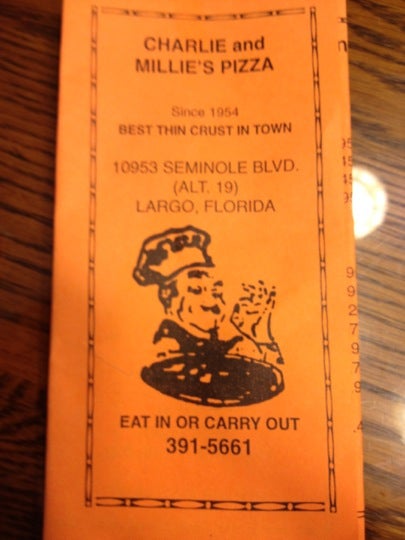 CHARLIE and
MILLIE'S PIZZA
Since 1954
BEST THIN CRUST IN TOWN
10953 SEMINOLE BLVD.
(ALT. 19)
LARGO, FLORIDA
EAT IN OR CARRY OUT
391-5661